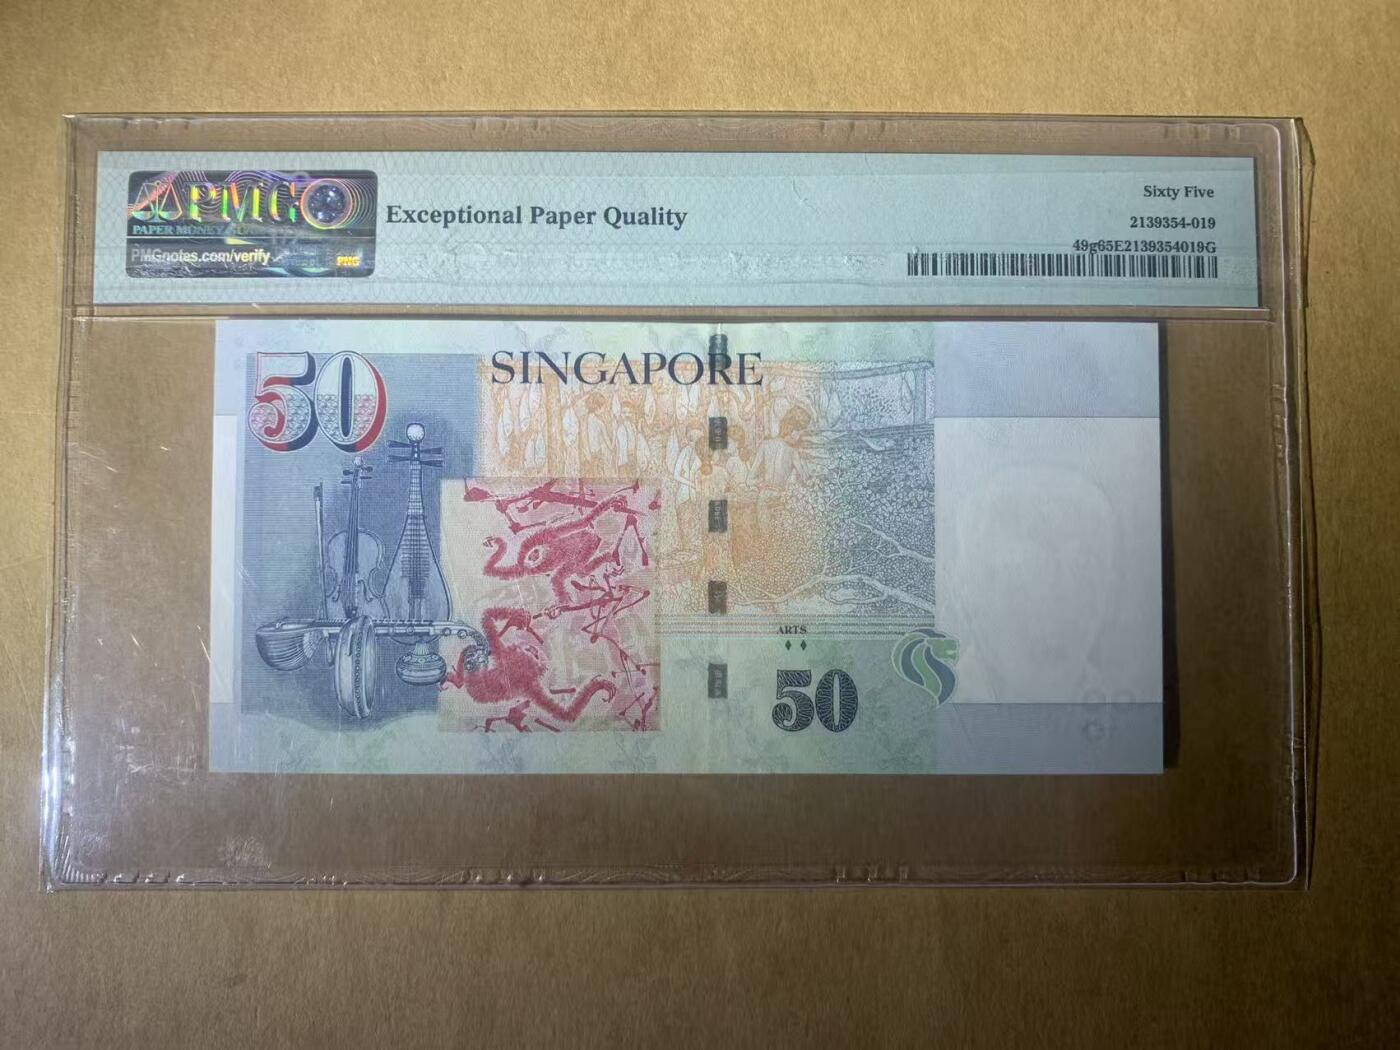 PMG
PAPER MONEY GUA
PMGnotes.com/verify
PMG
Exceptional Paper Quality
Sixty Five
2139354-019
49g65E2139354019G
50
SINGAPORE
ARTS
50